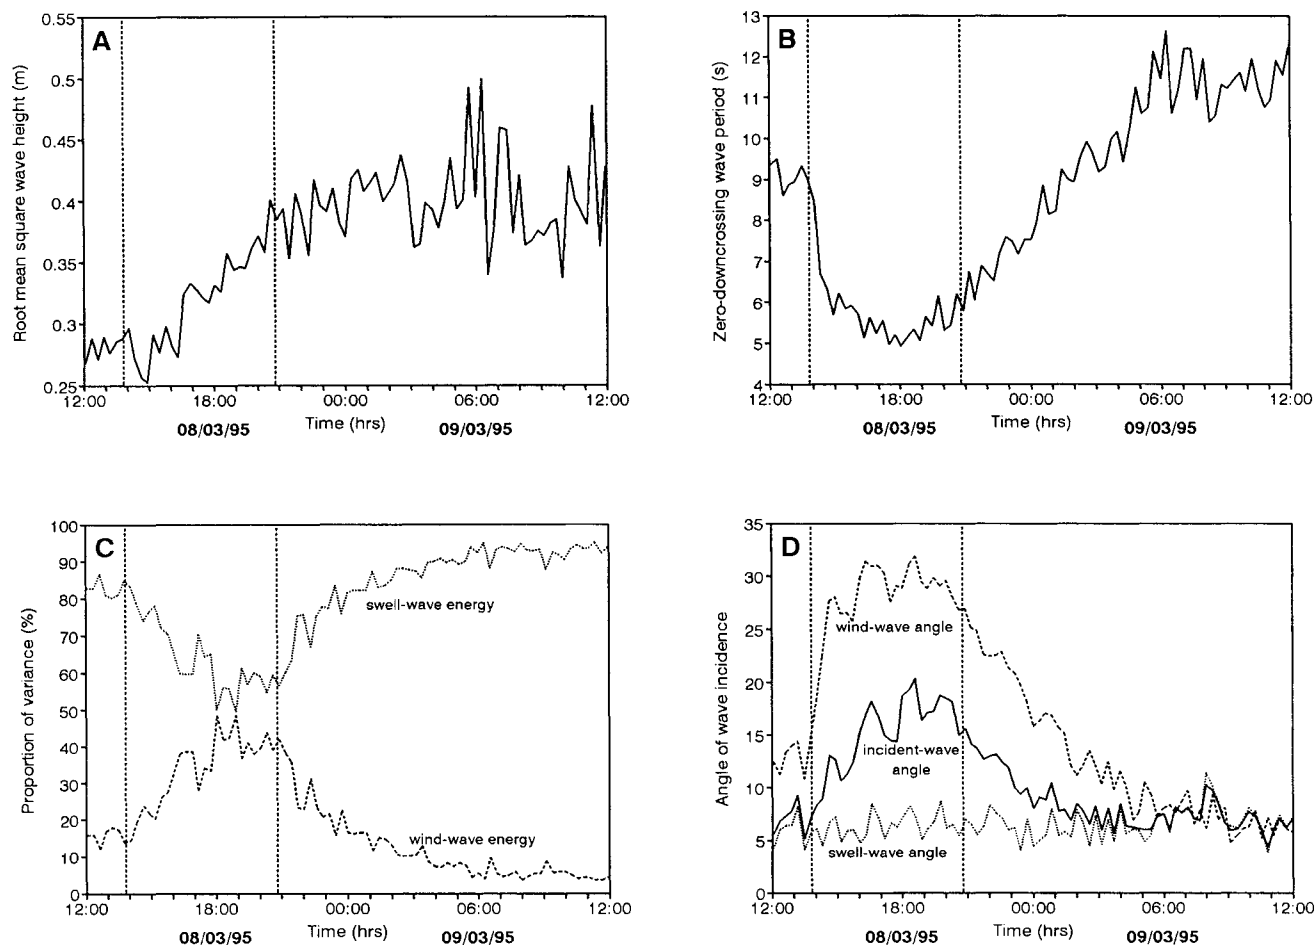 A
Root mean square wave height (m)
0.55
0.5
0.45
0.4
0.35
0.3
0.25
12:00 18:00 00:00 06:00 12:00
Time (hrs)
08/03/95 09/03/95
B
Zero-downcrossing wave period (s)
13
12
11
10
9
8
7
6
5
4
12:00 18:00 00:00 06:00 12:00
Time (hrs)
08/03/95 09/03/95
C
Proportion of variance (%)
100
90
80
70
60
50
40
30
20
10
0
swell-wave energy
wind-wave energy
12:00 18:00 00:00 06:00 12:00
Time (hrs)
08/03/95 09/03/95
D
Angle of wave incidence
35
30
25
20
15
10
5
0
wind-wave angle
incident-wave
angle
swell-wave angle
12:00 18:00 00:00 06:00 12:00
Time (hrs)
08/03/95 09/03/95